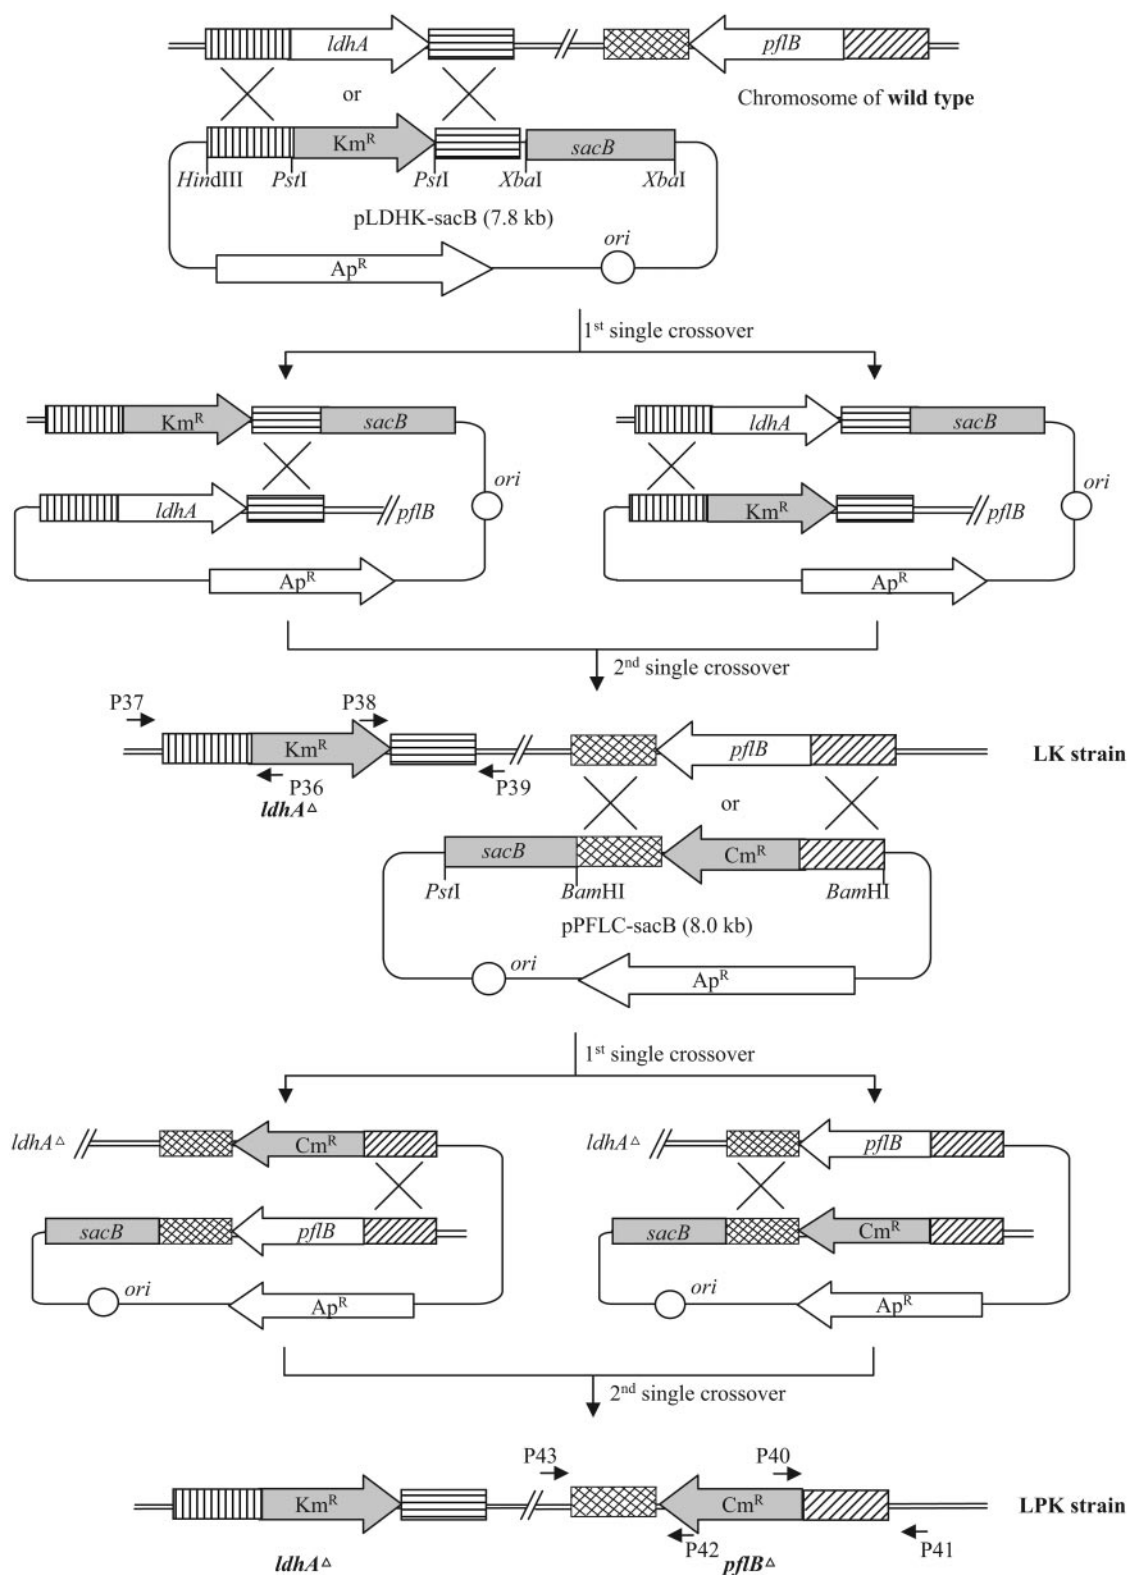 ldhA
pflB
or
Chromosome of wild type
Km^R
sacB
HindIII
PstI
PstI
XbaI
XbaI
pLDHK-sacB (7.8 kb)
ori
Ap^R
1^st single crossover
Km^R
sacB
ldhA
sacB
ori
ori
ldhA
pflB
Km^R
pflB
Ap^R
Ap^R
2^nd single crossover
P37
P38
Km^R
pflB
LK strain
P36
P39
ldhA^△
or
sacB
Cm^R
PstI
BamHI
BamHI
pPFLC-sacB (8.0 kb)
ori
Ap^R
1^st single crossover
ldhA^△
Cm^R
ldhA^△
pflB
sacB
pflB
sacB
Cm^R
ori
Ap^R
ori
Ap^R
2^nd single crossover
P43
P40
Km^R
Cm^R
LPK strain
P42
P41
ldhA^△
pflB^△